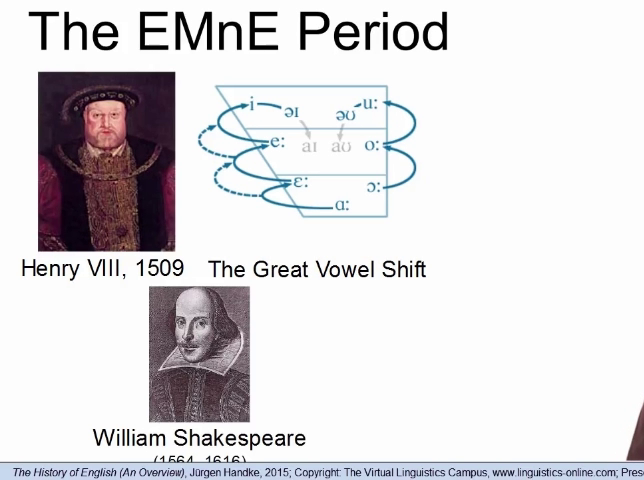 The EMnE Period
i əɪ əʊ u:
e: aɪ aʊ o:
ɛ: ɔ:
ɑ:
Henry VIII, 1509 The Great Vowel Shift
William Shakespeare
(1564-1616)
The History of English (An Overview), Jürgen Handke, 2015; Copyright: The Virtual Linguistics Campus, www.linguistics-online.com; Pres